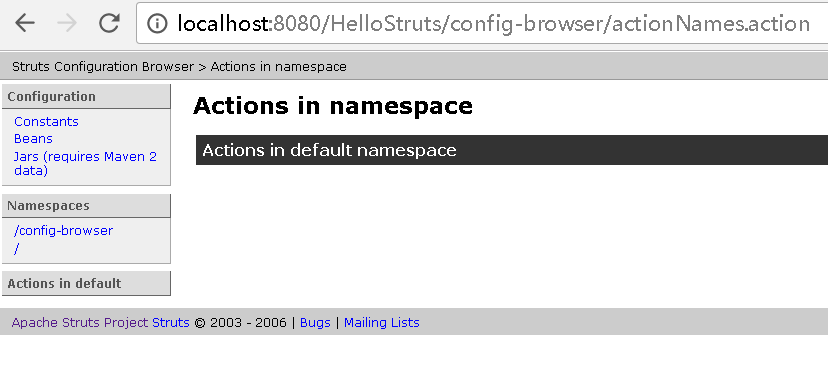 localhost:8080/HelloStruts/config-browser/actionNames.action
Struts Configuration Browser > Actions in namespace
Configuration
Constants
Beans
Jars (requires Maven 2
data)
Namespaces
/config-browser
/
Actions in default
Actions in namespace
Actions in default namespace
Apache Struts Project Struts © 2003 - 2006 | Bugs | Mailing Lists